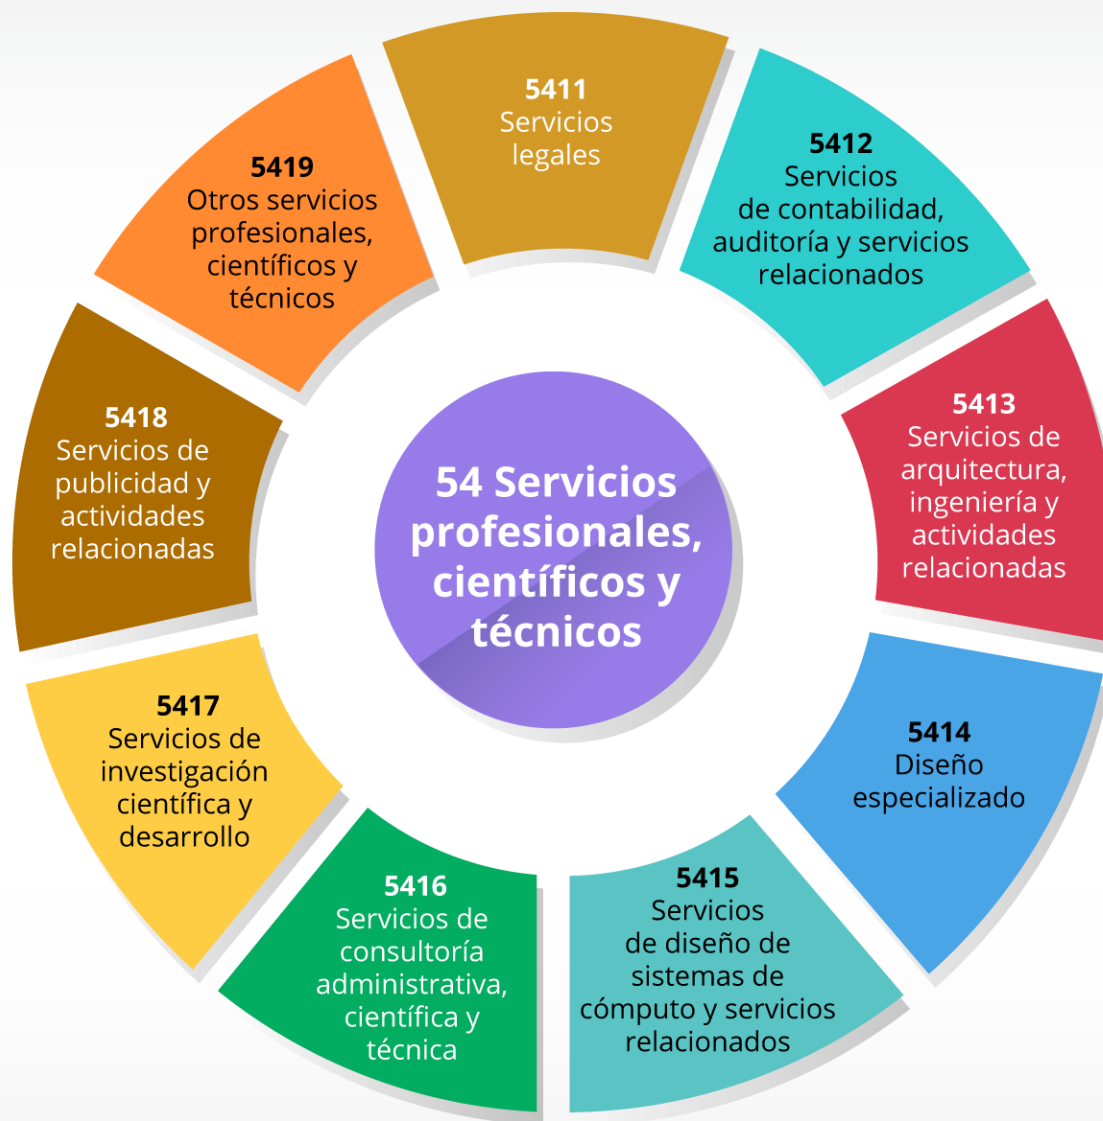 54 Servicios
profesionales,
científicos y
técnicos
5411
Servicios
legales
5412
Servicios
de contabilidad,
auditoría y servicios
relacionados
5413
Servicios de
arquitectura,
ingeniería y
actividades
relacionadas
5414
Diseño
especializado
5415
Servicios
de diseño de
sistemas de
cómputo y servicios
relacionados
5416
Servicios de
consultoría
administrativa,
científica y
técnica
5417
Servicios de
investigación
científica y
desarrollo
5418
Servicios de
publicidad y
actividades
relacionadas
5419
Otros servicios
profesionales,
científicos y
técnicos